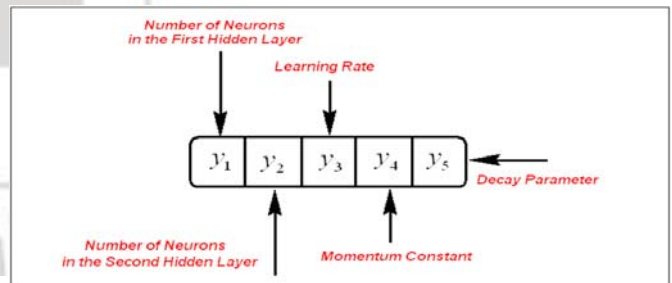 Number of Neurons
in the First Hidden Layer
Learning Rate
y₁ y₂ y₃ y₄ y₅
Decay Parameter
Number of Neurons
in the Second Hidden Layer
Momentum Constant